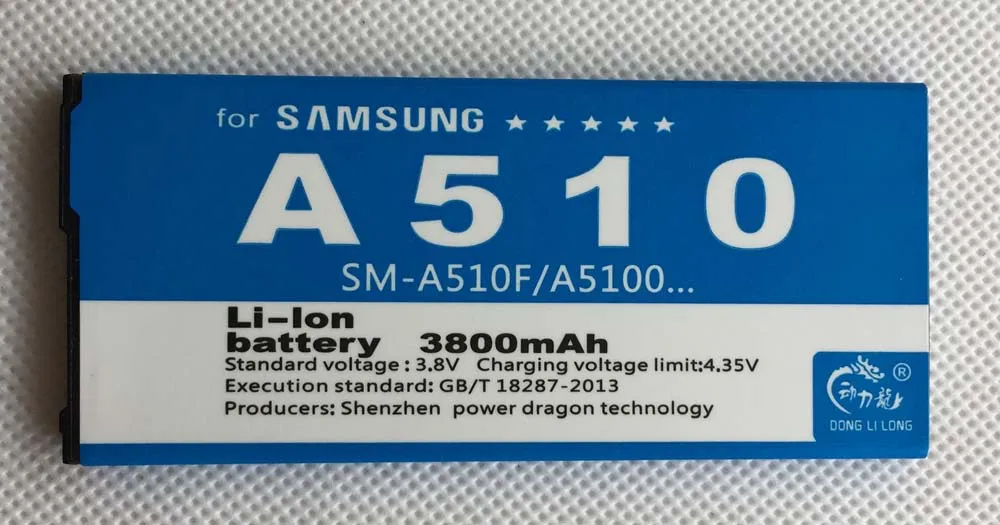 for SAMSUNG ★★★★★
A510
SM-A510F/A5100...
Li-lon
battery 3800mAh
Standard voltage : 3.8V Charging voltage limit:4.35V
Execution standard: GB/T 18287-2013
Producers: Shenzhen power dragon technology
®
动力龍
DONG LI LONG